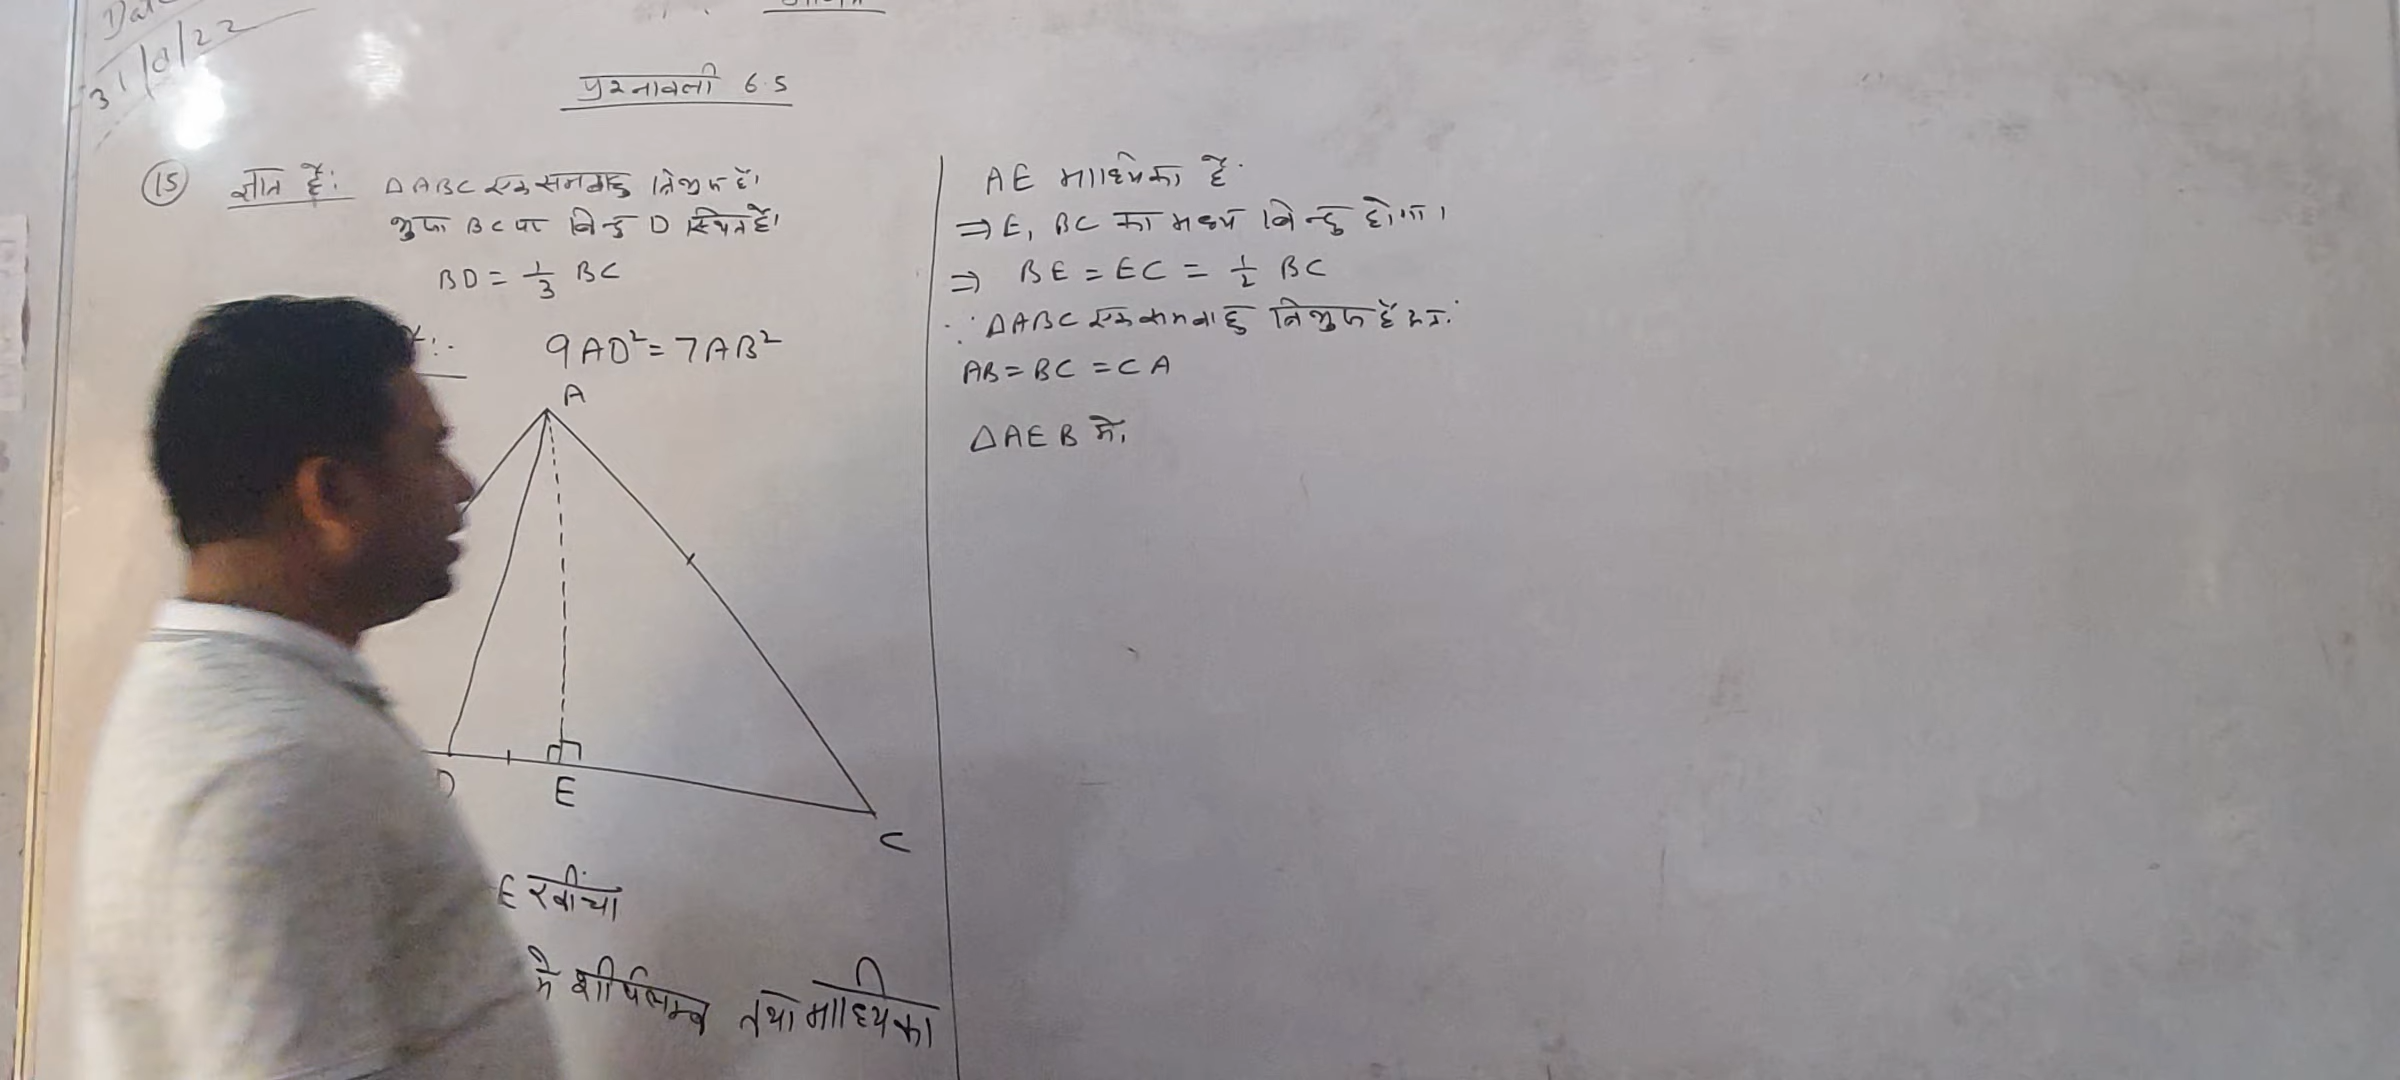 Date
31/8/22
प्रश्नावली 6.5
(15) ज्ञात है: ΔABC एक समबाहु त्रिभुज है।
भुजा BC पर बिन्दु D स्थित है।
BD = 1/3 BC
9AD² = 7AB²
A
D
E
C
E खींचा
में शीर्षलम्ब तथा माध्यिका
AE माध्यिका है.
⇒ E, BC का मध्य बिन्दु होगा।
⇒ BE = EC = 1/2 BC
∵ ΔABC एक समबाहु त्रिभुज है अतः
AB = BC = CA
ΔAEB में,